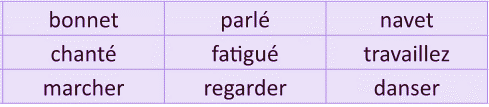 bonnet parlé navet
chanté fatigué travaillez
marcher regarder danser